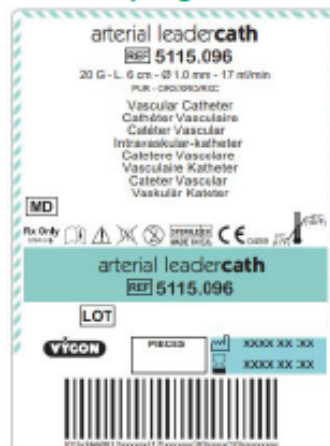 arterial leadercath
REF 5115.096
20 G - L. 6 cm - Ø 1.0 mm - 17 ml/min
Vascular Catheter
Cathéter Vasculaire
Catéter Vascular
Intravaskular-katheter
Catetere Vascolare
Vasculaire Katheter
Cateter Vascular
Vaskulär Kateter
MD
Rx Only
CE
arterial leadercath
REF 5115.096
LOT
VYGON
PIECES
XXXX XX XX
XXXX XX XX